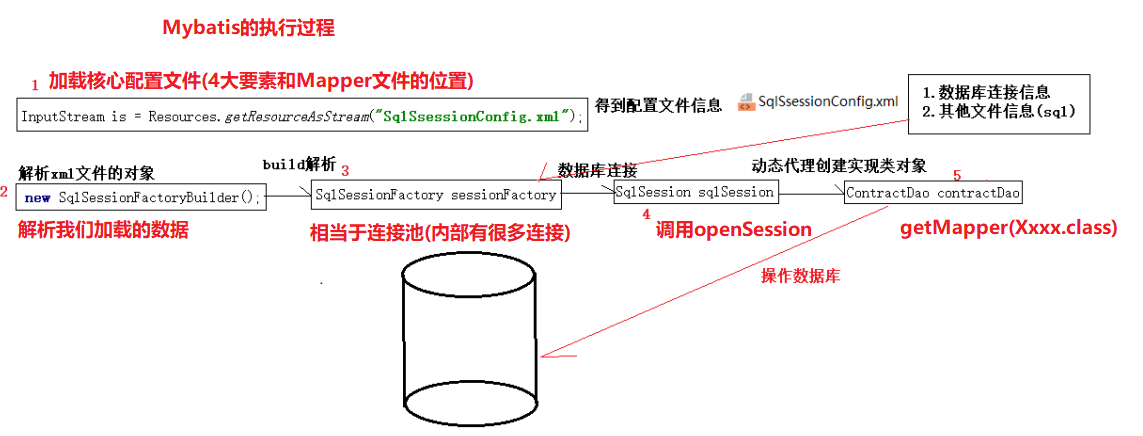 Mybatis的执行过程
1 加载核心配置文件(4大要素和Mapper文件的位置)
InputStream is = Resources.getResourceAsStream("SqlSsessionConfig.xml");
得到配置文件信息
SqlSsessionConfig.xml
1.数据库连接信息
2.其他文件信息(sql)
解析xml文件的对象
build解析
3
数据库连接
动态代理创建实现类对象
5
2
new SqlSessionFactoryBuilder();
SqlSessionFactory sessionFactory
SqlSession sqlSession
ContractDao contractDao
解析我们加载的数据
相当于连接池(内部有很多连接)
4
调用openSession
getMapper(Xxxx.class)
操作数据库